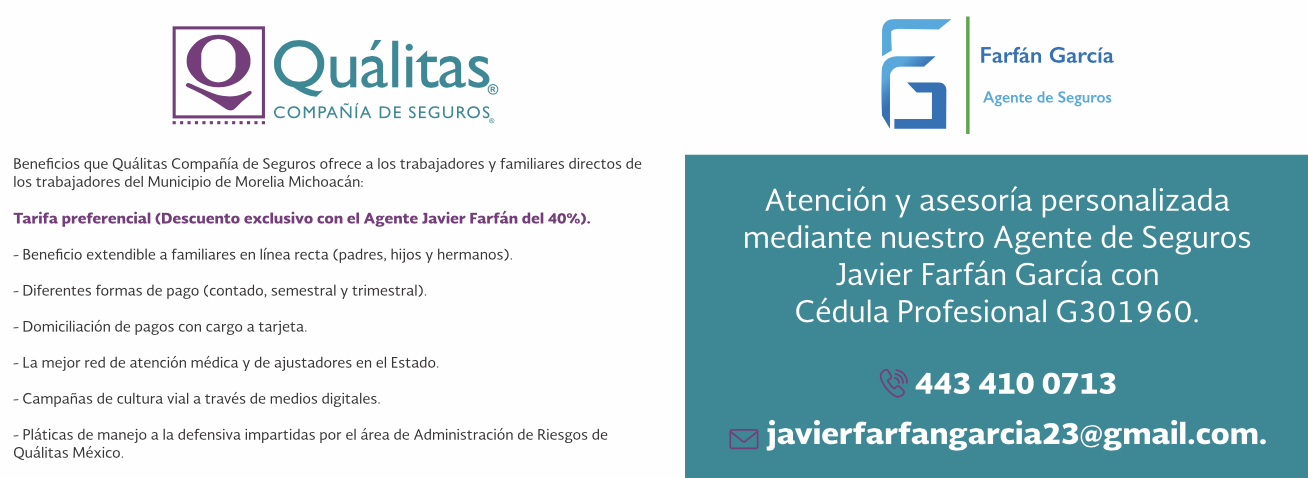 Quálitas®
COMPAÑÍA DE SEGUROS®
Beneficios que Quálitas Compañía de Seguros ofrece a los trabajadores y familiares directos de
los trabajadores del Municipio de Morelia Michoacán:
Tarifa preferencial (Descuento exclusivo con el Agente Javier Farfán del 40%).
- Beneficio extendible a familiares en línea recta (padres, hijos y hermanos).
- Diferentes formas de pago (contado, semestral y trimestral).
- Domiciliación de pagos con cargo a tarjeta.
- La mejor red de atención médica y de ajustadores en el Estado.
- Campañas de cultura vial a través de medios digitales.
- Pláticas de manejo a la defensiva impartidas por el área de Administración de Riesgos de
Quálitas México.
FG
Farfán García
Agente de Seguros
Atención y asesoría personalizada
mediante nuestro Agente de Seguros
Javier Farfán García con
Cédula Profesional G301960.
443 410 0713
javierfarfangarcia23@gmail.com.